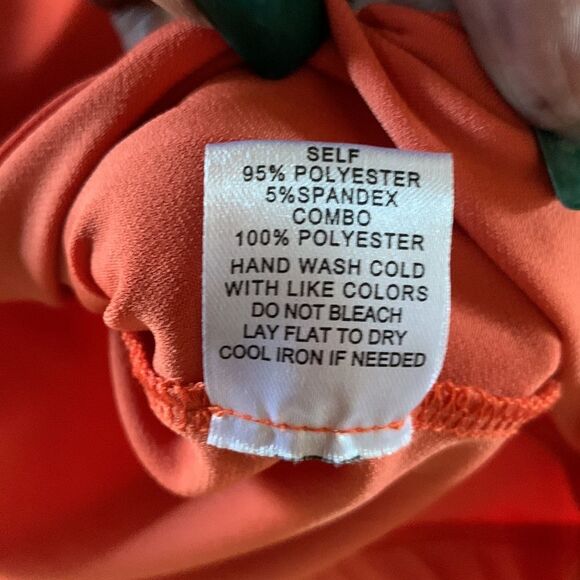 SELF
95% POLYESTER
5%SPANDEX
COMBO
100% POLYESTER
HAND WASH COLD
WITH LIKE COLORS
DO NOT BLEACH
LAY FLAT TO DRY
COOL IRON IF NEEDED